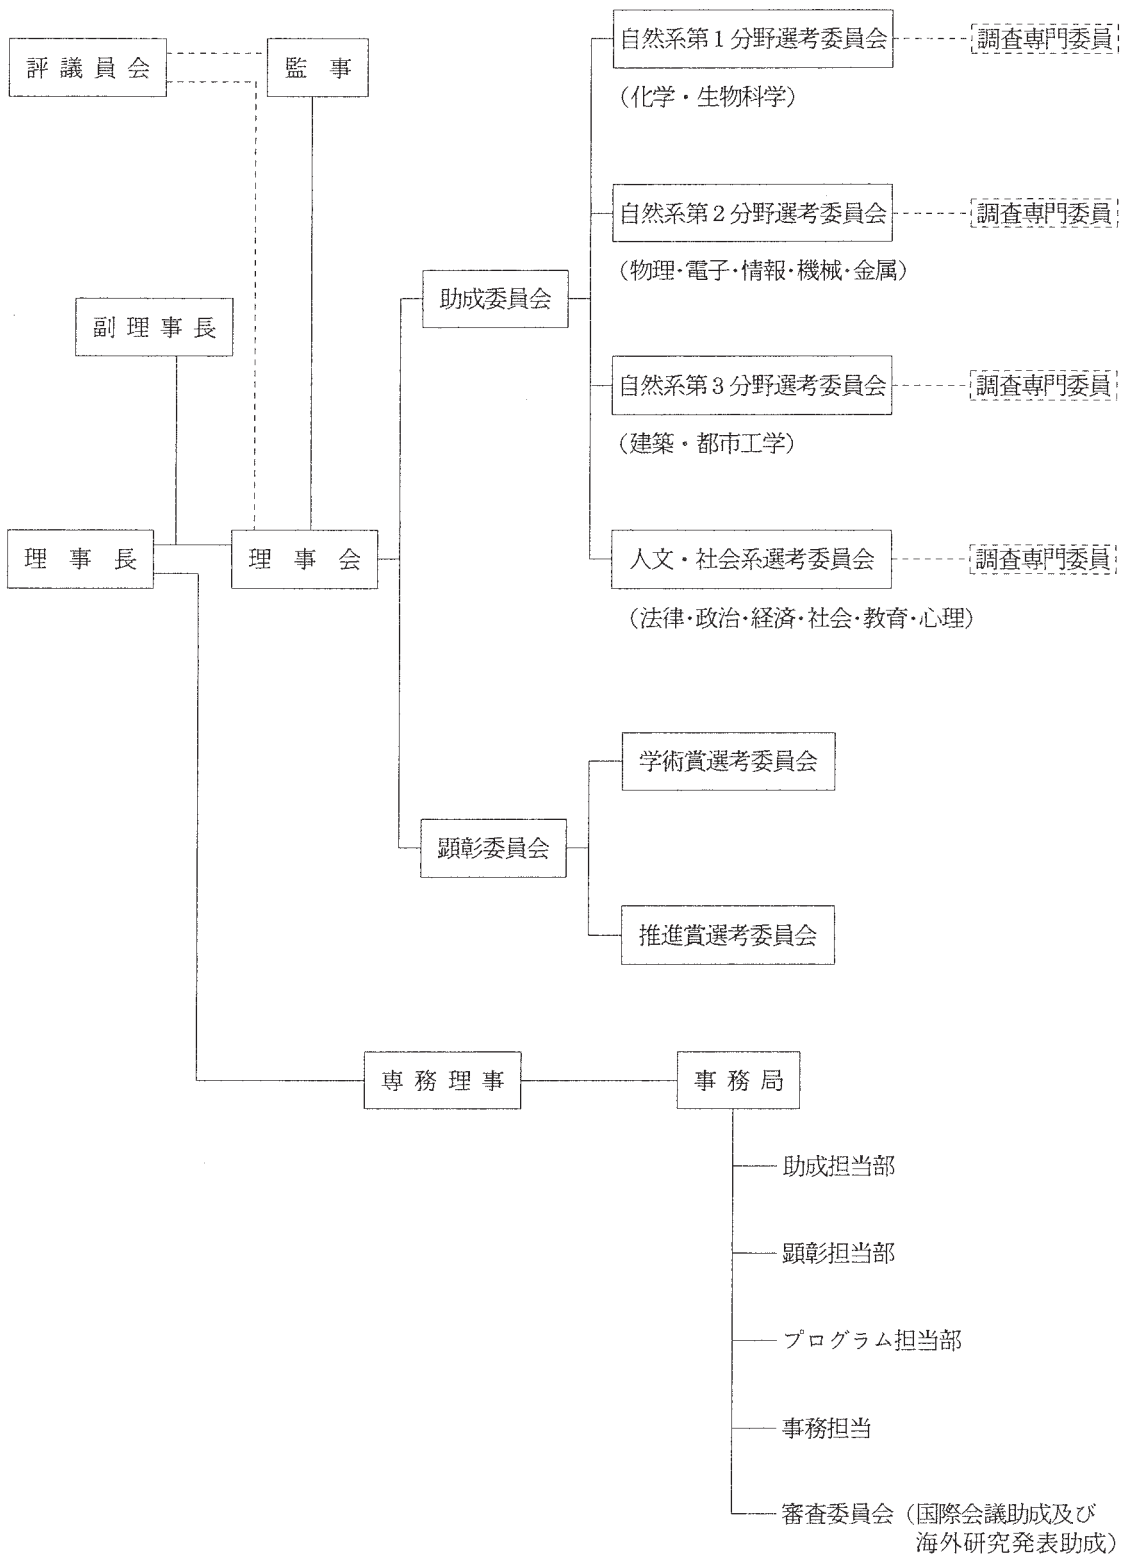 評議員会
監事
自然系第1分野選考委員会
調査専門委員
（化学・生物科学）
自然系第2分野選考委員会
調査専門委員
（物理・電子・情報・機械・金属）
助成委員会
副理事長
自然系第3分野選考委員会
調査専門委員
（建築・都市工学）
理事長
理事会
人文・社会系選考委員会
調査専門委員
（法律・政治・経済・社会・教育・心理）
学術賞選考委員会
顕彰委員会
推進賞選考委員会
専務理事
事務局
助成担当部
顕彰担当部
プログラム担当部
事務担当
審査委員会（国際会議助成及び
海外研究発表助成）